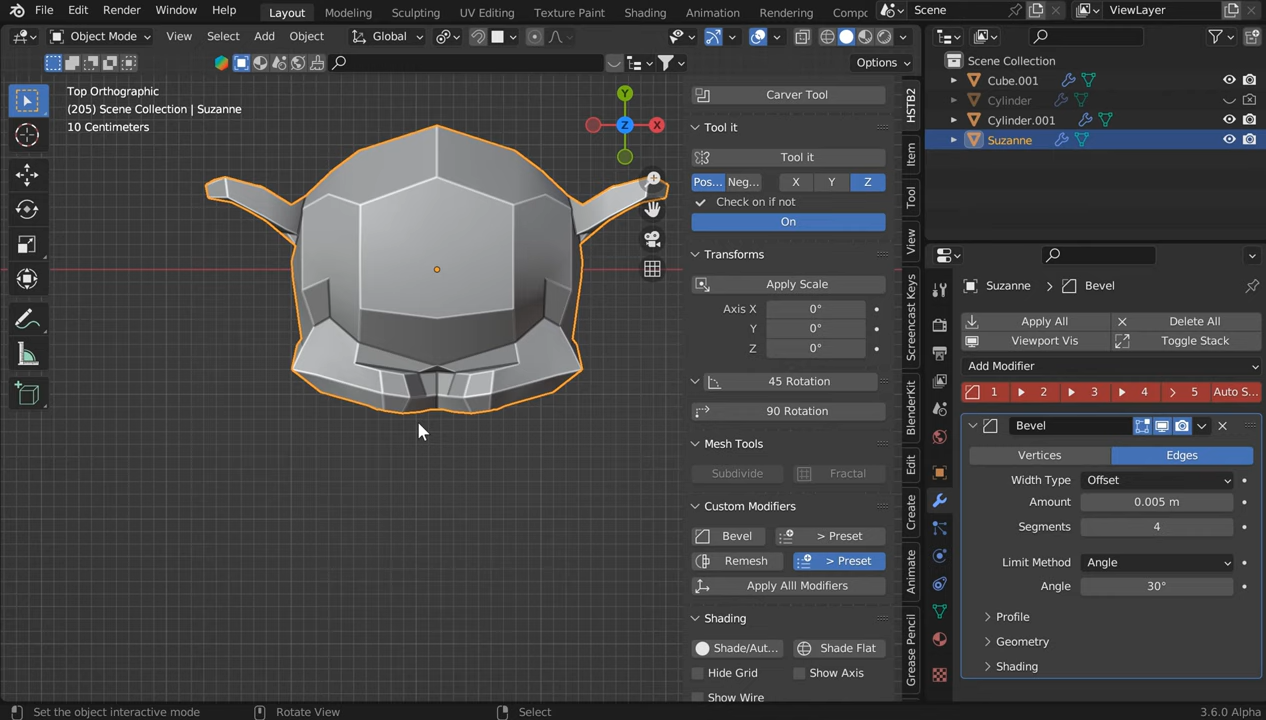 File Edit Render Window Help Layout Modeling Sculpting UV Editing Texture Paint Shading Animation Rendering Compo Scene ViewLayer
Object Mode View Select Add Object Global
Options
Top Orthographic
(205) Scene Collection | Suzanne
10 Centimeters
Y
Z X
Carver Tool
Tool it
Tool it
Pos... Neg... X Y Z
Check on if not
On
Transforms
Apply Scale
Axis X 0°
Y 0°
Z 0°
45 Rotation
90 Rotation
Mesh Tools
Subdivide Fractal
Custom Modifiers
Bevel > Preset
Remesh > Preset
Apply Alll Modifiers
Shading
Shade/Aut... Shade Flat
Hide Grid Show Axis
Show Wire
HSTB2
Item
Tool
View
Screencast Keys
BlenderKit
Edit
Create
Animate
Grease Pencil
Scene Collection
Cube.001
Cylinder
Cylinder.001
Suzanne
Suzanne > Bevel
Apply All Delete All
Viewport Vis Toggle Stack
Add Modifier
1 2 3 4 5 Auto S...
Bevel
Vertices Edges
Width Type Offset
Amount 0.005 m
Segments 4
Limit Method Angle
Angle 30°
Profile
Geometry
Shading
Set the object interactive mode Rotate View Select 3.6.0 Alpha